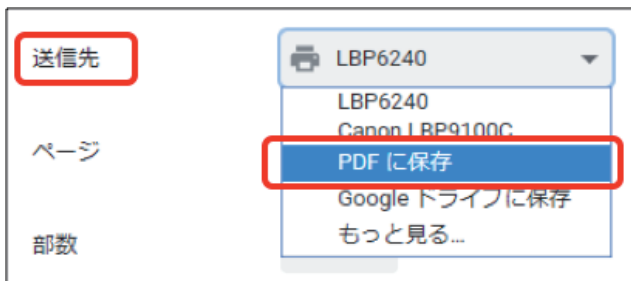 送信先
LBP6240
LBP6240
Canon LBP9100C
ページ
PDF に保存
Google ドライブに保存
部数
もっと見る...